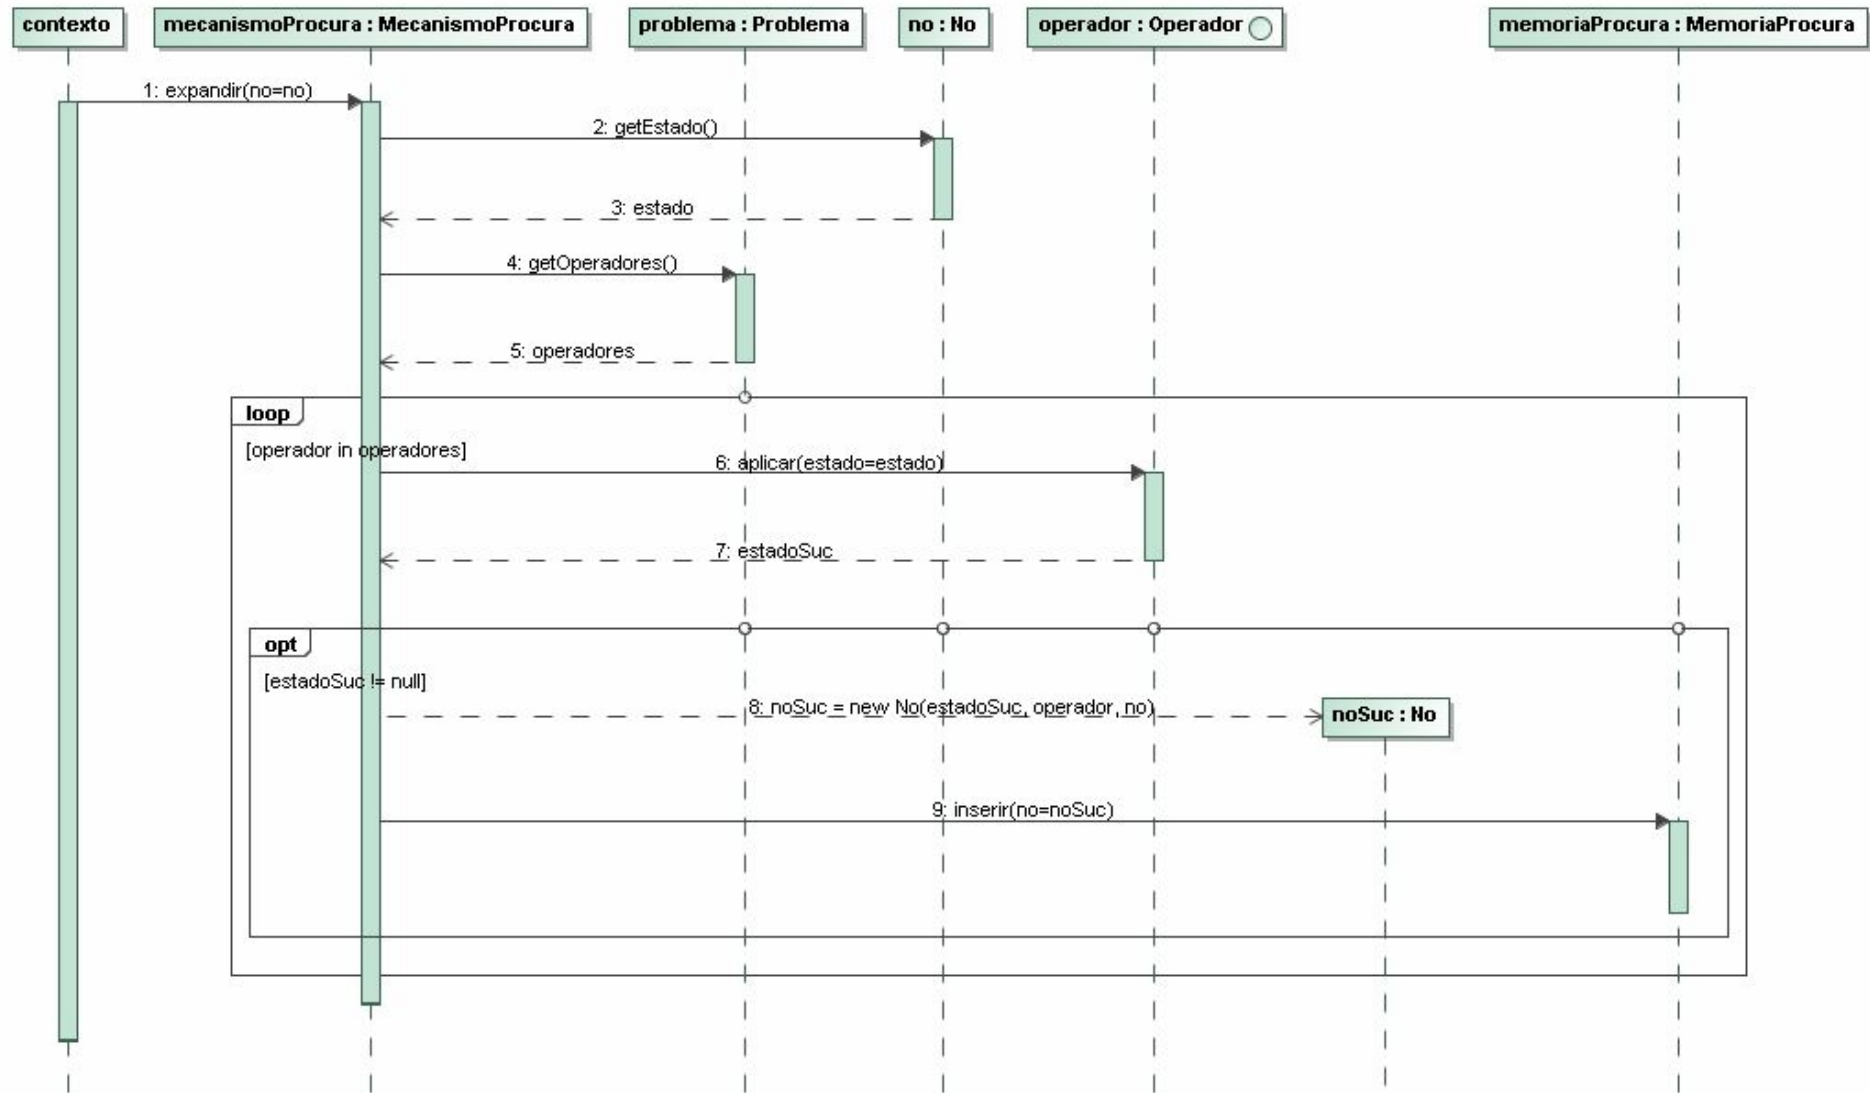 contexto
mecanismoProcura : MecanismoProcura
problema : Problema
no : No
operador : Operador
memoriaProcura : MemoriaProcura
1: expandir(no=no)
2: getEstado()
3: estado
4: getOperadores()
5: operadores
loop
[operador in operadores]
6: aplicar(estado=estado)
7: estadoSuc
opt
[estadoSuc != null]
8: noSuc = new No(estadoSuc, operador, no)
noSuc : No
9: inserir(no=noSuc)